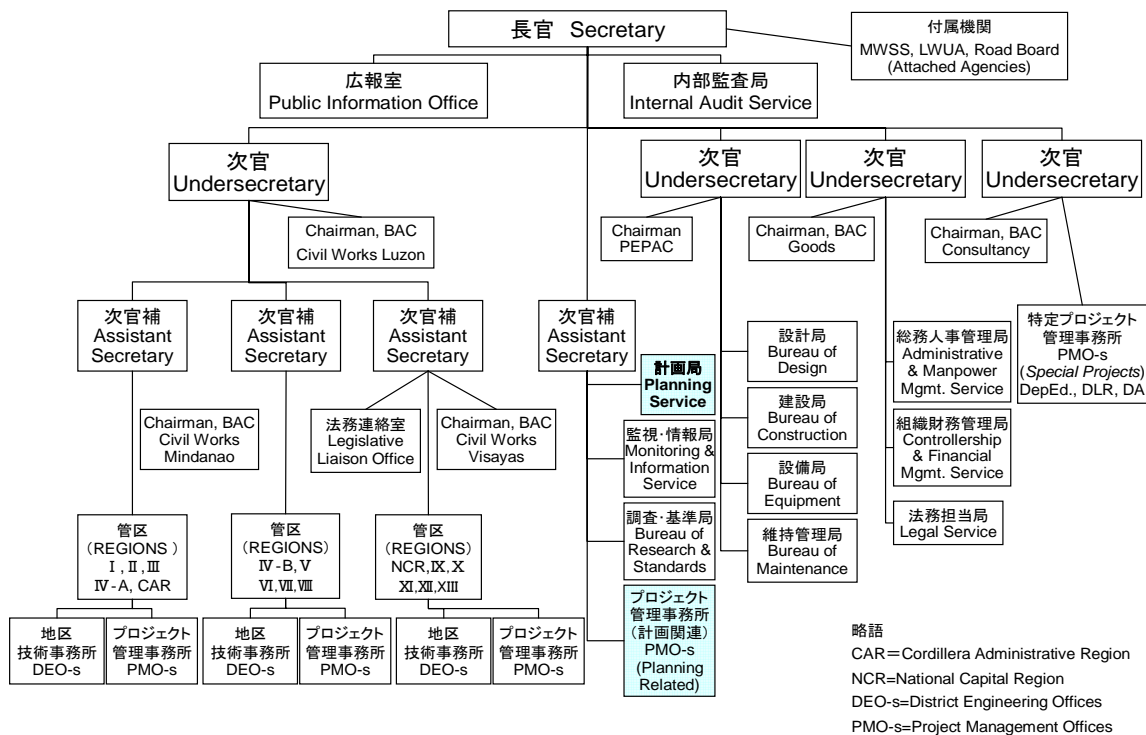 長官 Secretary
付属機関
MWSS, LWUA, Road Board
(Attached Agencies)
広報室
Public Information Office
内部監査局
Internal Audit Service
次官
Undersecretary
次官
Undersecretary
次官
Undersecretary
次官
Undersecretary
Chairman, BAC
Civil Works Luzon
Chairman
PEPAC
Chairman, BAC
Goods
Chairman, BAC
Consultancy
次官補
Assistant
Secretary
次官補
Assistant
Secretary
次官補
Assistant
Secretary
次官補
Assistant
Secretary
Chairman, BAC
Civil Works
Mindanao
法務連絡室
Legislative
Liaison Office
Chairman, BAC
Civil Works
Visayas
計画局
Planning
Service
監視・情報局
Monitoring &
Information
Service
調査・基準局
Bureau of
Research &
Standards
プロジェクト
管理事務所
(計画関連)
PMO-s
(Planning
Related)
設計局
Bureau of
Design
建設局
Bureau of
Construction
設備局
Bureau of
Equipment
維持管理局
Bureau of
Maintenance
総務人事管理局
Administrative
& Manpower
Mgmt. Service
組織財務管理局
Controllership
& Financial
Mgmt. Service
法務担当局
Legal Service
特定プロジェクト
管理事務所
PMO-s
(Special Projects)
DepEd., DLR, DA
管区
(REGIONS )
Ⅰ,Ⅱ,Ⅲ
Ⅳ-A, CAR
管区
(REGIONS)
Ⅳ-B,Ⅴ
Ⅵ,Ⅶ,Ⅷ
管区
(REGIONS)
NCR,Ⅸ,Ⅹ
Ⅺ,Ⅻ,XIII
地区
技術事務所
DEO-s
プロジェクト
管理事務所
PMO-s
地区
技術事務所
DEO-s
プロジェクト
管理事務所
PMO-s
地区
技術事務所
DEO-s
プロジェクト
管理事務所
PMO-s
略語
CAR=Cordillera Administrative Region
NCR=National Capital Region
DEO-s=District Engineering Offices
PMO-s=Project Management Offices